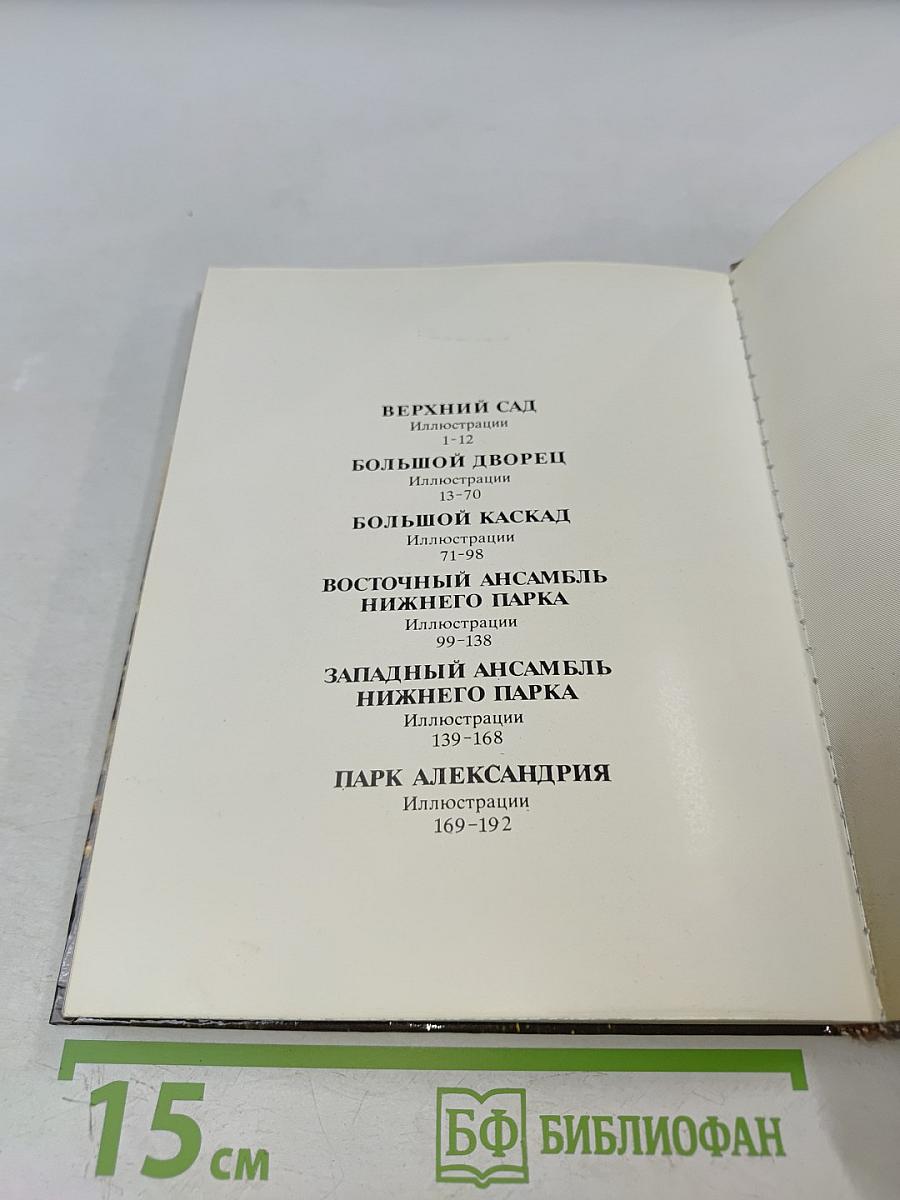 ВЕРХНИЙ САД
Иллюстрации
1-12
БОЛЬШОЙ ДВОРЕЦ
Иллюстрации
13-70
БОЛЬШОЙ КАСКАД
Иллюстрации
71-98
ВОСТОЧНЫЙ АНСАМБЛЬ
НИЖНЕГО ПАРКА
Иллюстрации
99-138
ЗАПАДНЫЙ АНСАМБЛЬ
НИЖНЕГО ПАРКА
Иллюстрации
139-168
ПАРК АЛЕКСАНДРИЯ
Иллюстрации
169-192
15 см
БФ БИБЛИОФАН